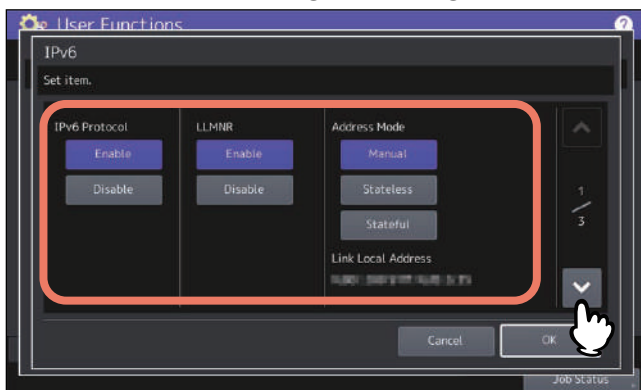 User Functions
?
IPv6
Set item.
IPv6 Protocol
Enable
Disable
LLMNR
Enable
Disable
Address Mode
Manual
Stateless
Stateful
Link Local Address
1
3
Cancel
OK
Job Status